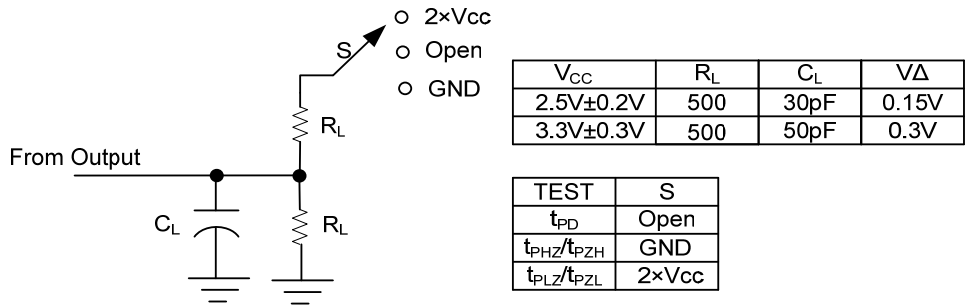 2×Vcc
S
Open
GND
R_L
From Output
C_L
R_L
V_CC R_L C_L VΔ
2.5V±0.2V 500 30pF 0.15V
3.3V±0.3V 500 50pF 0.3V
TEST S
t_PD Open
t_PHZ/t_PZH GND
t_PLZ/t_PZL 2×Vcc